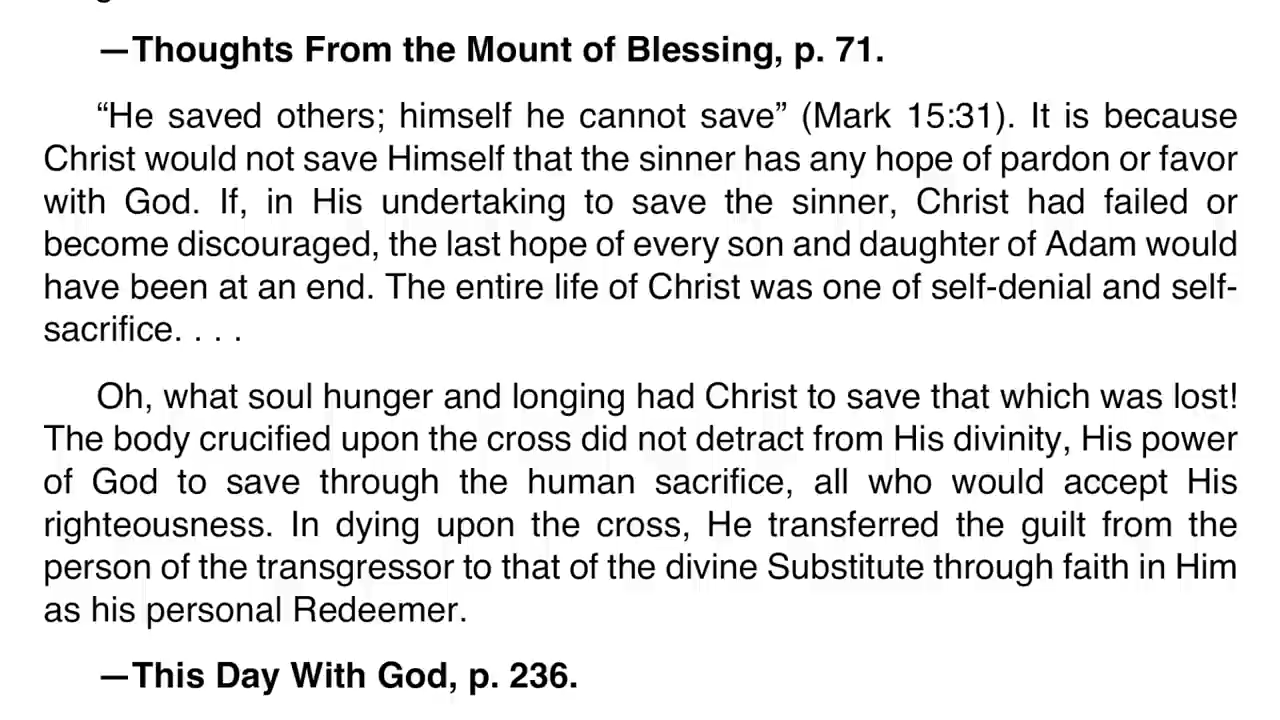 —Thoughts From the Mount of Blessing, p. 71.
“He saved others; himself he cannot save” (Mark 15:31). It is because
Christ would not save Himself that the sinner has any hope of pardon or favor
with God. If, in His undertaking to save the sinner, Christ had failed or
become discouraged, the last hope of every son and daughter of Adam would
have been at an end. The entire life of Christ was one of self-denial and self-
sacrifice. . . .
Oh, what soul hunger and longing had Christ to save that which was lost!
The body crucified upon the cross did not detract from His divinity, His power
of God to save through the human sacrifice, all who would accept His
righteousness. In dying upon the cross, He transferred the guilt from the
person of the transgressor to that of the divine Substitute through faith in Him
as his personal Redeemer.
—This Day With God, p. 236.